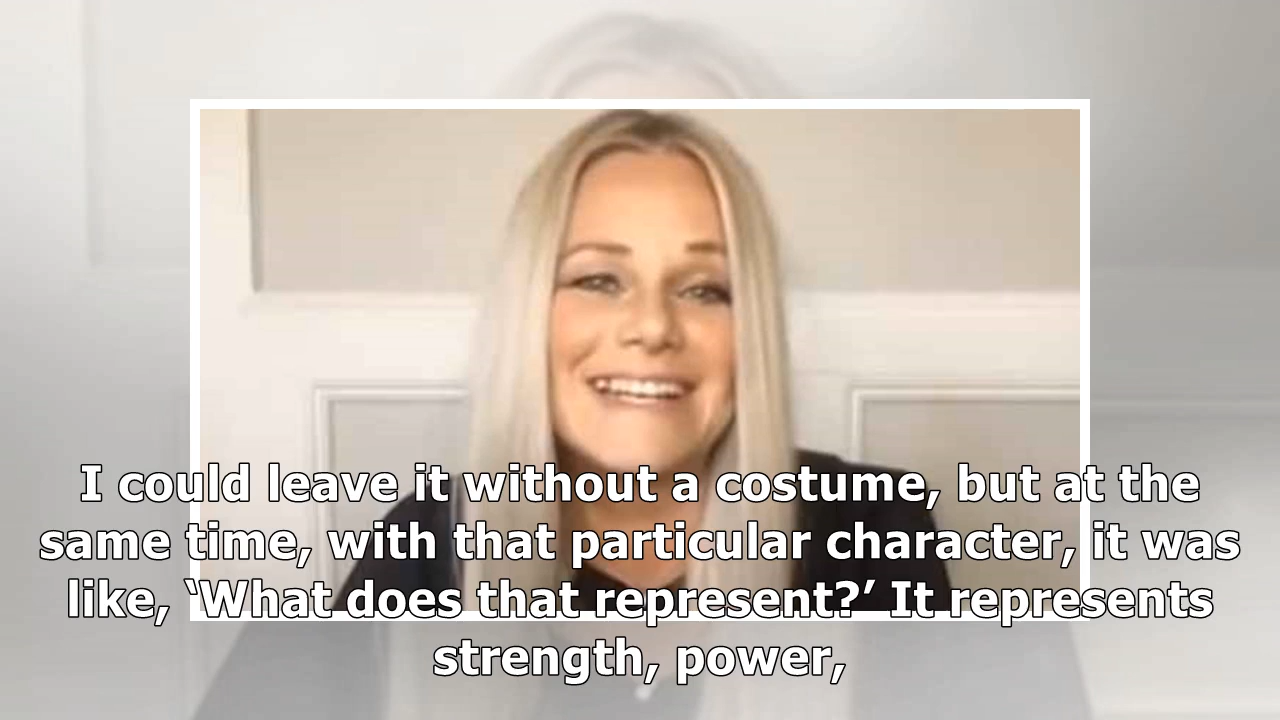 I could leave it without a costume, but at the
same time, with that particular character, it was
like, ‘What does that represent?’ It represents
strength, power,